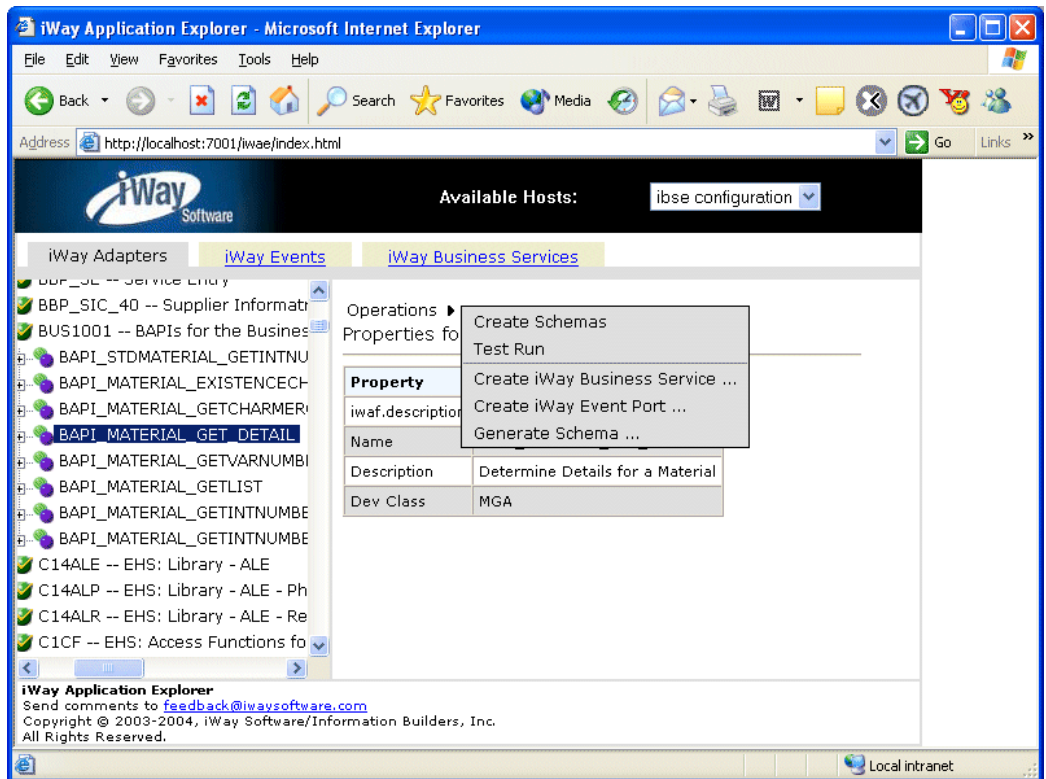 iWay Application Explorer - Microsoft Internet Explorer
File Edit View Favorites Tools Help
Back Search Favorites Media
Address http://localhost:7001/iwae/index.html Go Links »
iWay Software
Available Hosts: ibse configuration
iWay Adapters iWay Events iWay Business Services
BBP_SE -- Service Entry
BBP_SIC_40 -- Supplier Informati
BUS1001 -- BAPIs for the Busines
BAPI_STDMATERIAL_GETINTNU
BAPI_MATERIAL_EXISTENCECH
BAPI_MATERIAL_GETCHARMER
BAPI_MATERIAL_GET_DETAIL
BAPI_MATERIAL_GETVARNUMBI
BAPI_MATERIAL_GETLIST
BAPI_MATERIAL_GETINTNUMBE
BAPI_MATERIAL_GETINTNUMBE
C14ALE -- EHS: Library - ALE
C14ALP -- EHS: Library - ALE - Ph
C14ALR -- EHS: Library - ALE - Re
C1CF -- EHS: Access Functions fo
Operations
Properties fo
Create Schemas
Test Run
Create iWay Business Service ...
Create iWay Event Port ...
Generate Schema ...
Property
iwaf.description
Name
Description Determine Details for a Material
Dev Class MGA
iWay Application Explorer
Send comments to feedback@iwaysoftware.com
Copyright © 2003-2004, iWay Software/Information Builders, Inc.
All Rights Reserved.
Local intranet